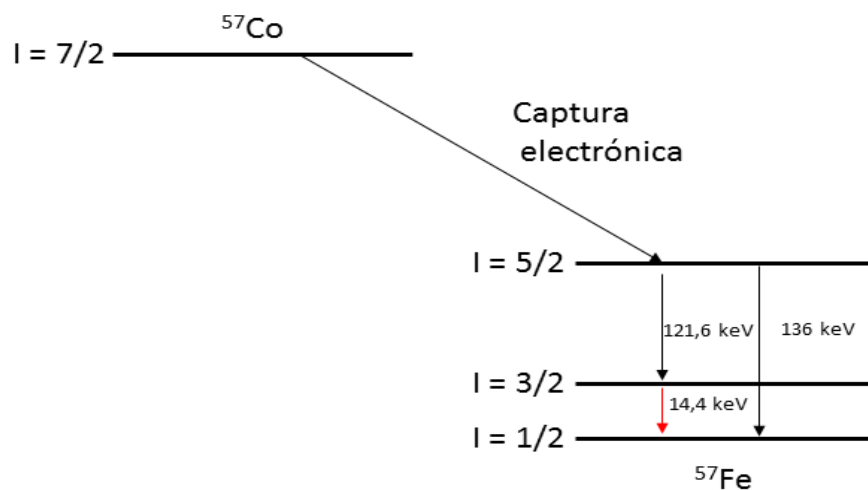 ⁵⁷Co
I = 7/2
Captura
electrónica
I = 5/2
121,6 keV
136 keV
I = 3/2
14,4 keV
I = 1/2
⁵⁷Fe